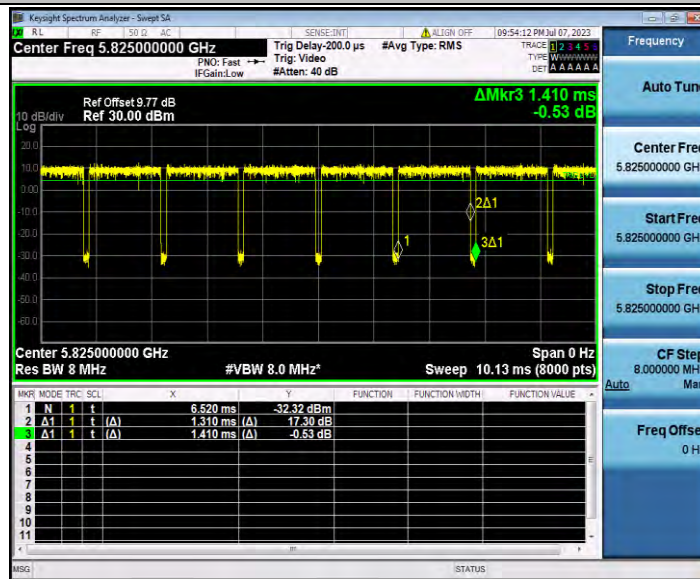 Keysight Spectrum Analyzer - Swept SA
RL RF 50 Ω AC SENSE:INT ALIGN OFF 09:54:12 PM Jul 07, 2023
Center Freq 5.825000000 GHz
PNO: Fast
IFGain:Low
Trig Delay-200.0 µs
Trig: Video
#Atten: 40 dB
#Avg Type: RMS
TRACE 1 2 3 4 5 6
TYPE W
DET A A A A A A
Frequency
Auto Tune
Center Freq
5.825000000 GH
Start Freq
5.825000000 GH
Stop Freq
5.825000000 GH
CF Step
8.000000 MH
Auto Man
Freq Offse
0 H
ΔMkr3 1.410 ms
-0.53 dB
Ref Offset 9.77 dB
10 dB/div Ref 30.00 dBm
Log
20.0
10.0
0.00
-10.0
-20.0
-30.0
-40.0
-50.0
-60.0
1
2Δ1
3Δ1
Center 5.825000000 GHz Span 0 Hz
Res BW 8 MHz #VBW 8.0 MHz* Sweep 10.13 ms (8000 pts)
MKR MODE TRC SCL X Y FUNCTION FUNCTION WIDTH FUNCTION VALUE
1 N 1 t 6.520 ms -32.32 dBm
2 Δ1 1 t (Δ) 1.310 ms (Δ) 17.30 dB
3 Δ1 1 t (Δ) 1.410 ms (Δ) -0.53 dB
4
5
6
7
8
9
10
11
MSG STATUS